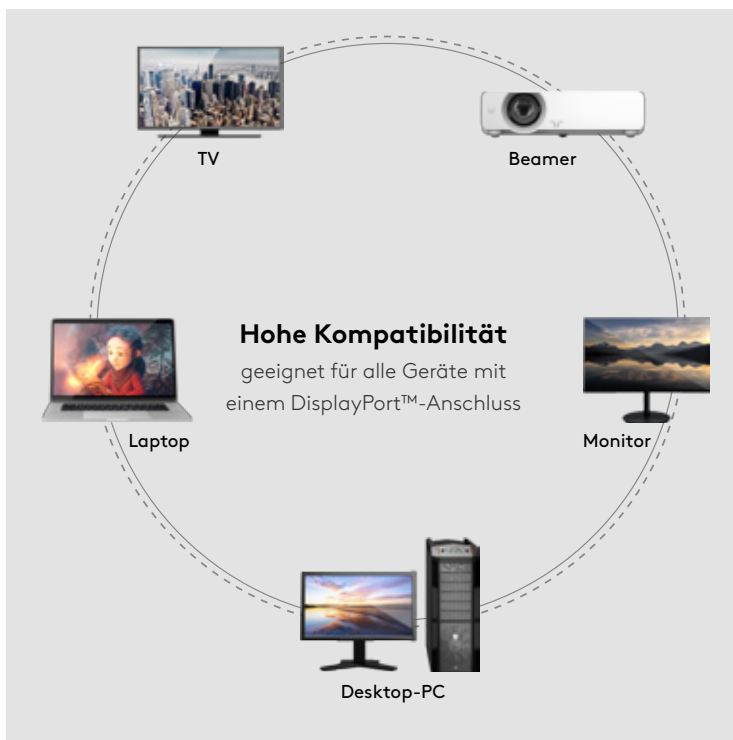 TV
Beamer
Hohe Kompatibilität
geeignet für alle Geräte mit
einem DisplayPort™-Anschluss
Laptop
Monitor
Desktop-PC